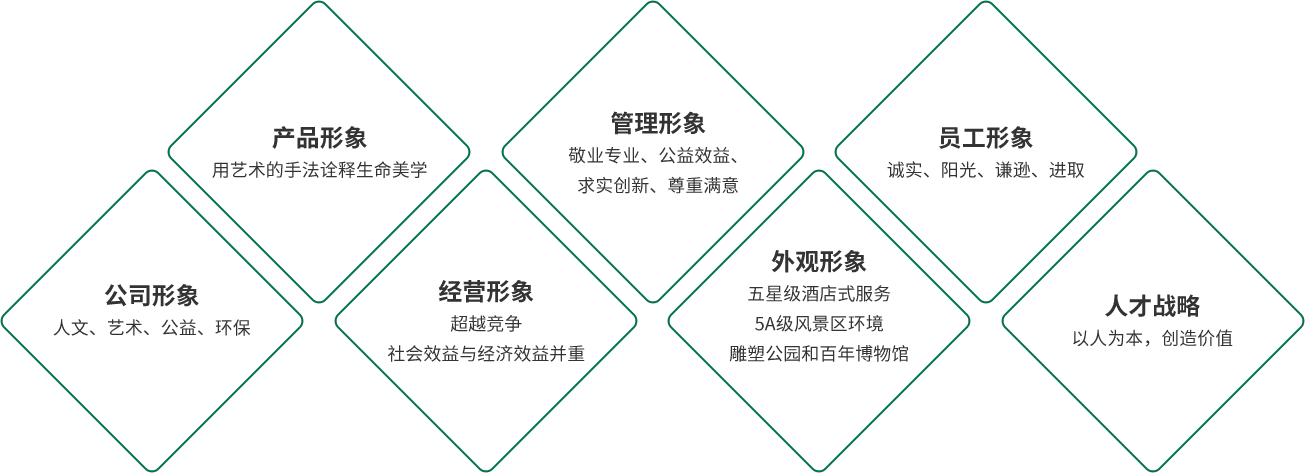 产品形象
用艺术的手法诠释生命美学
管理形象
敬业专业、公益效益、
求实创新、尊重满意
员工形象
诚实、阳光、谦逊、进取
公司形象
人文、艺术、公益、环保
经营形象
超越竞争
社会效益与经济效益并重
外观形象
五星级酒店式服务
5A级风景区环境
雕塑公园和百年博物馆
人才战略
以人为本，创造价值